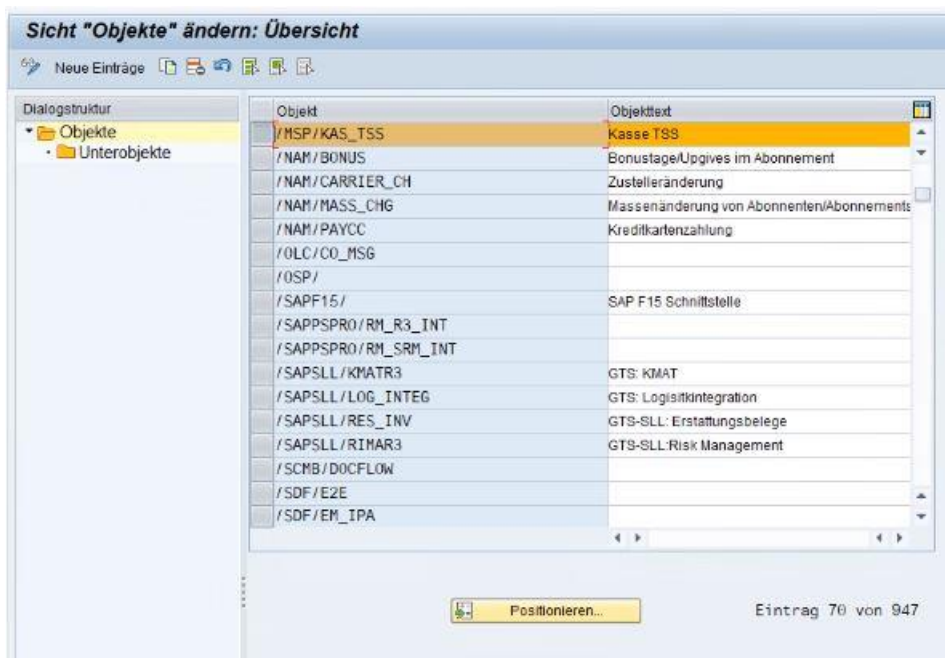 Sicht "Objekte" ändern: Übersicht
Neue Einträge
Dialogstruktur
Objekte
Unterobjekte
Objekt Objekttext
/MSP/KAS_TSS Kasse TSS
/NAM/BONUS Bonustage/Upgives im Abonnement
/NAM/CARRIER_CH Zustelleränderung
/NAM/MASS_CHG Massenänderung von Abonnenten/Abonnements
/NAM/PAYCC Kreditkartenzahlung
/OLC/CO_MSG
/OSP/
/SAPF15/ SAP F15 Schnittstelle
/SAPPSPRO/RM_R3_INT
/SAPPSPRO/RM_SRM_INT
/SAPSLL/KMATR3 GTS: KMAT
/SAPSLL/LOG_INTEG GTS: Logisitkintegration
/SAPSLL/RES_INV GTS-SLL: Erstattungsbelege
/SAPSLL/RIMAR3 GTS-SLL:Risk Management
/SCMB/DOCFLOW
/SDF/E2E
/SDF/EM_IPA
Positionieren... Eintrag 70 von 947